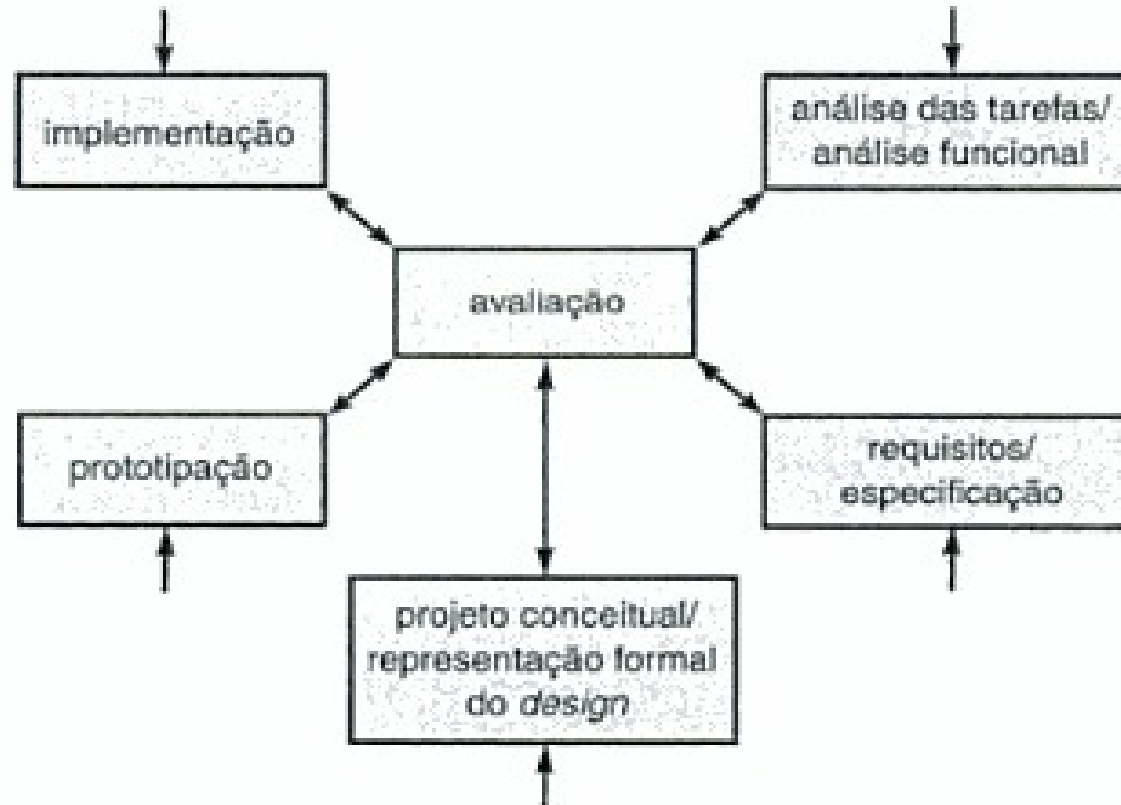 implementação
análise das tarefas/
análise funcional
avaliação
prototipação
requisitos/
especificação
projeto conceitual/
representação formal
do design